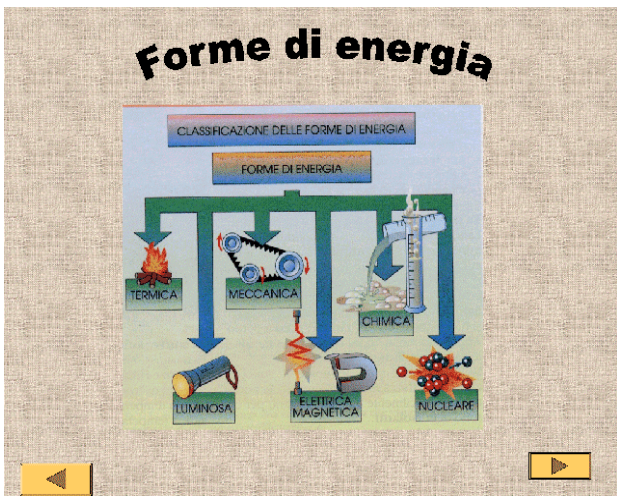 Forme di energia
CLASSIFICAZIONE DELLE FORME DI ENERGIA
FORME DI ENERGIA
TERMICA
MECCANICA
CHIMICA
LUMINOSA
ELETTRICA
MAGNETICA
NUCLEARE